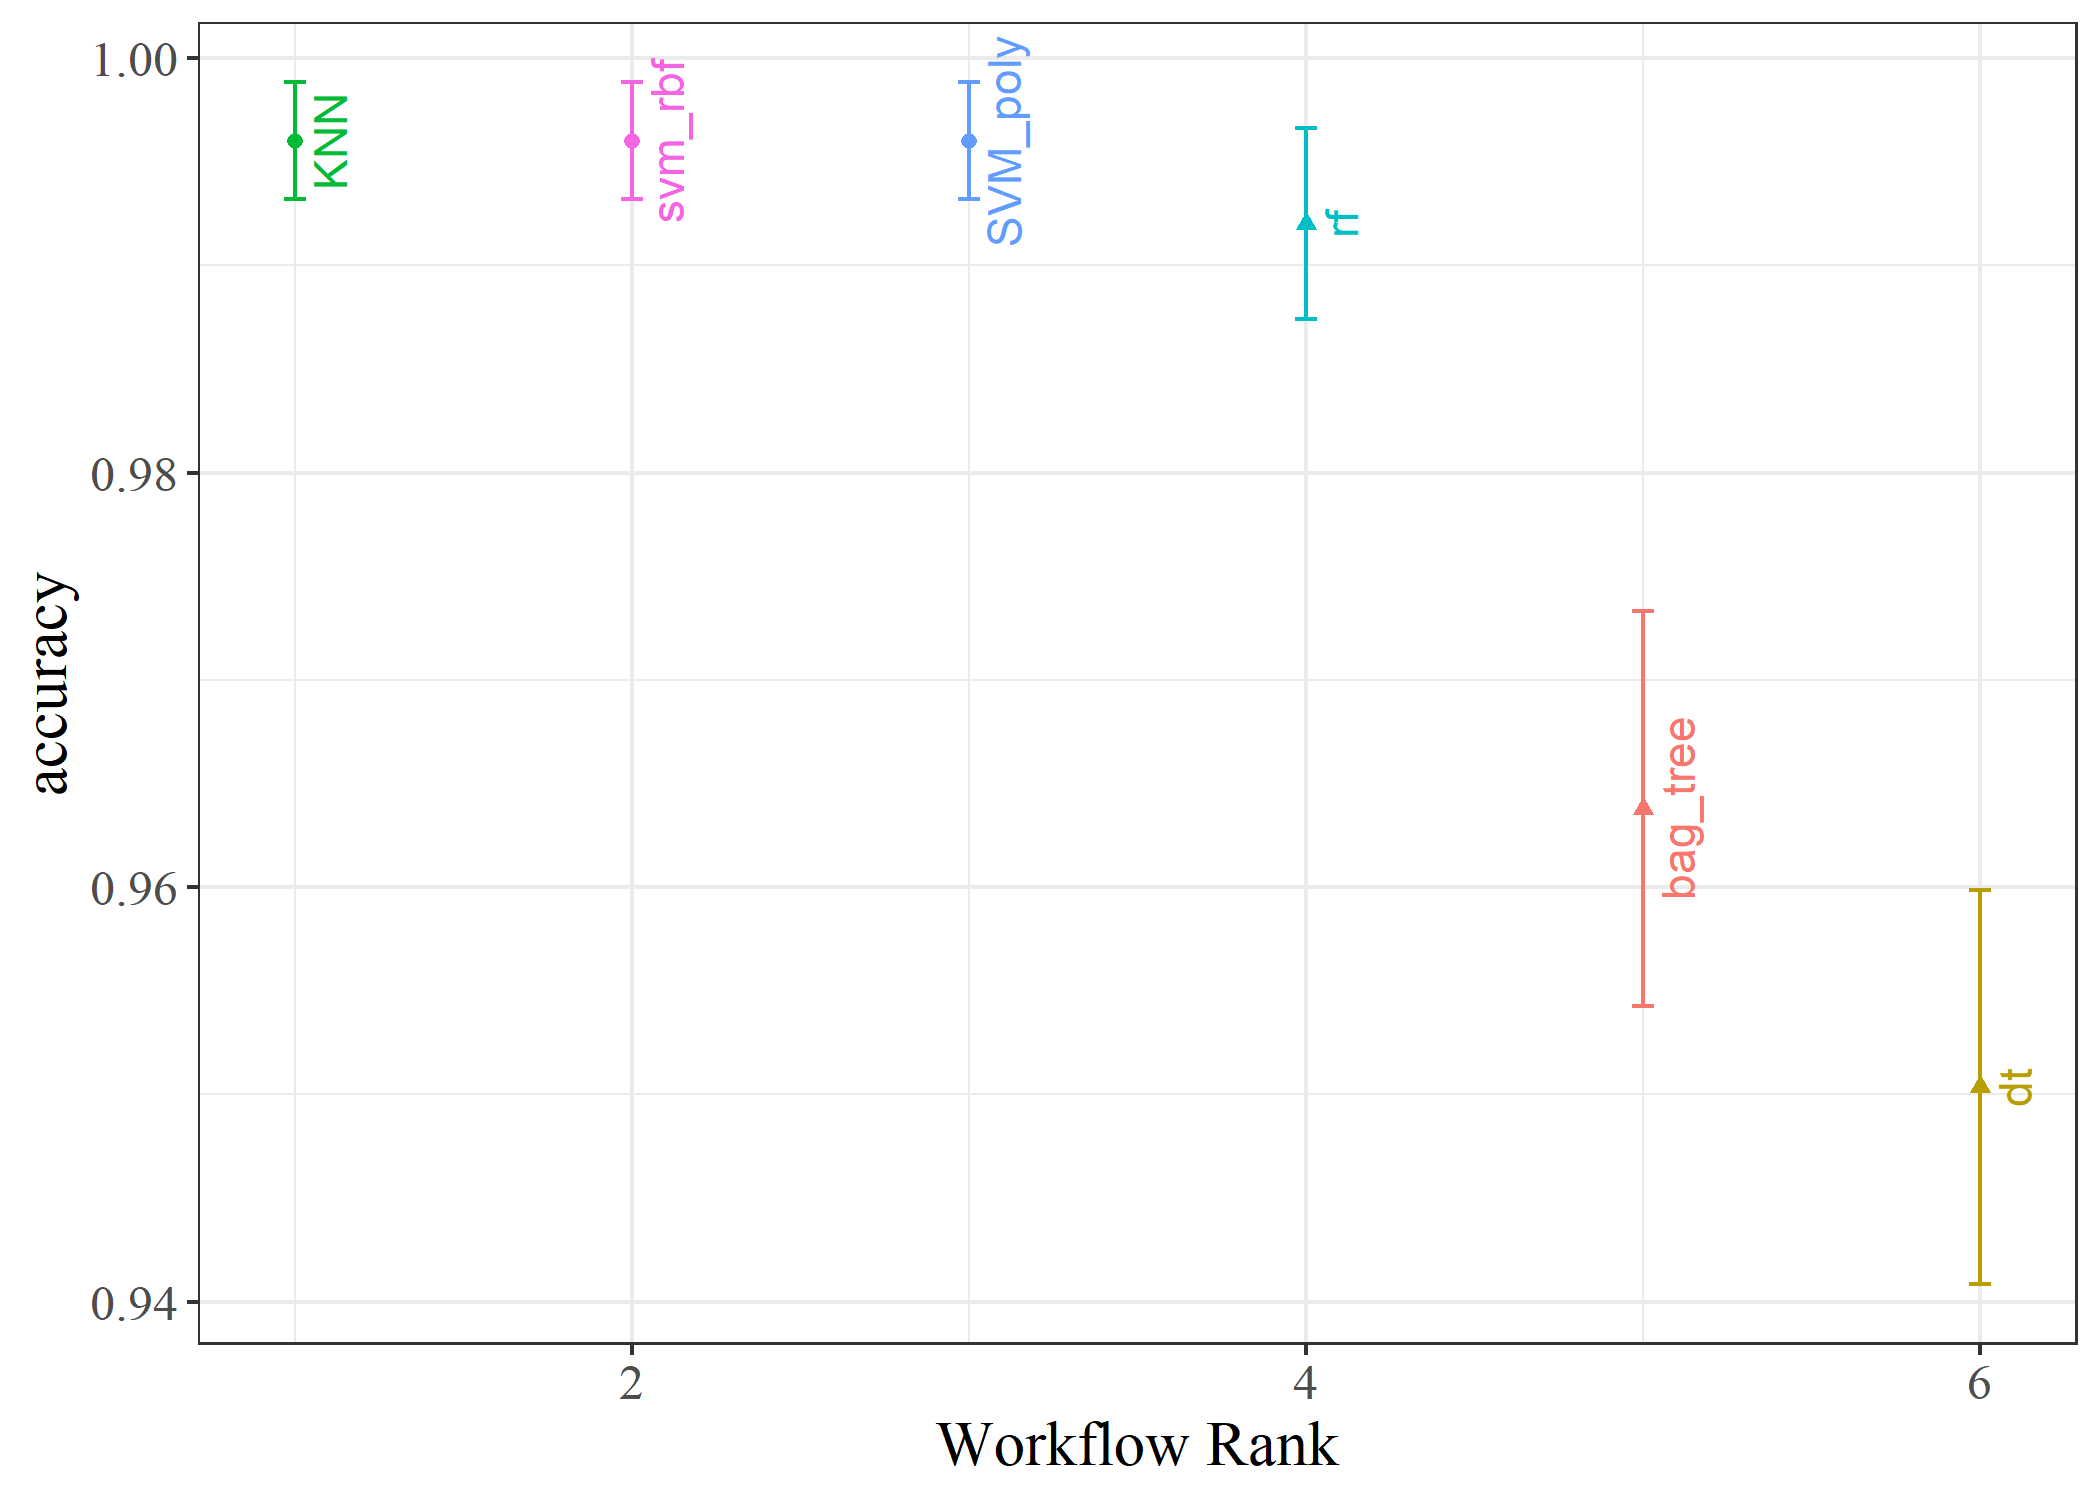 1.00
0.98
0.96
0.94
accuracy
KNN
svm_rbf
SVM_poly
rf
bag_tree
dt
2
4
6
Workflow Rank